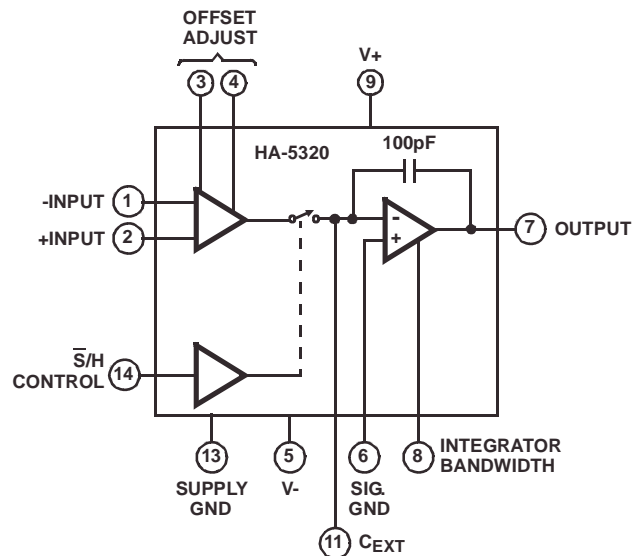 OFFSET
ADJUST
3
4
V+
9
HA-5320
100pF
-INPUT
1
+INPUT
2
-
+
7
OUTPUT
S̅/H
CONTROL
14
13
SUPPLY
GND
5
V-
6
SIG.
GND
8
INTEGRATOR
BANDWIDTH
11
CEXT